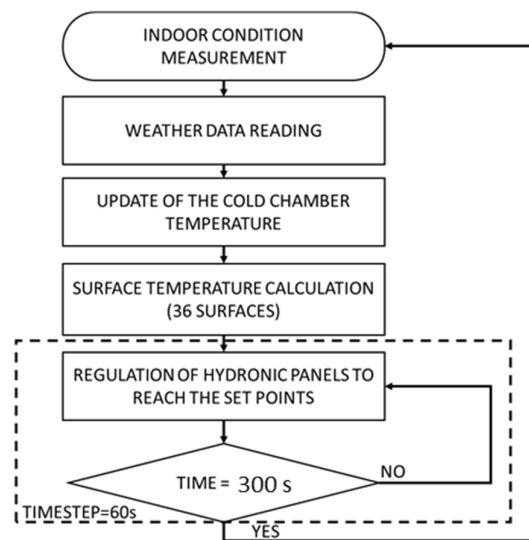 INDOOR CONDITION
MEASUREMENT
WEATHER DATA READING
UPDATE OF THE COLD CHAMBER
TEMPERATURE
SURFACE TEMPERATURE CALCULATION
(36 SURFACES)
REGULATION OF HYDRONIC PANELS TO
REACH THE SET POINTS
TIME = 300 s
NO
TIMESTEP=60s
YES